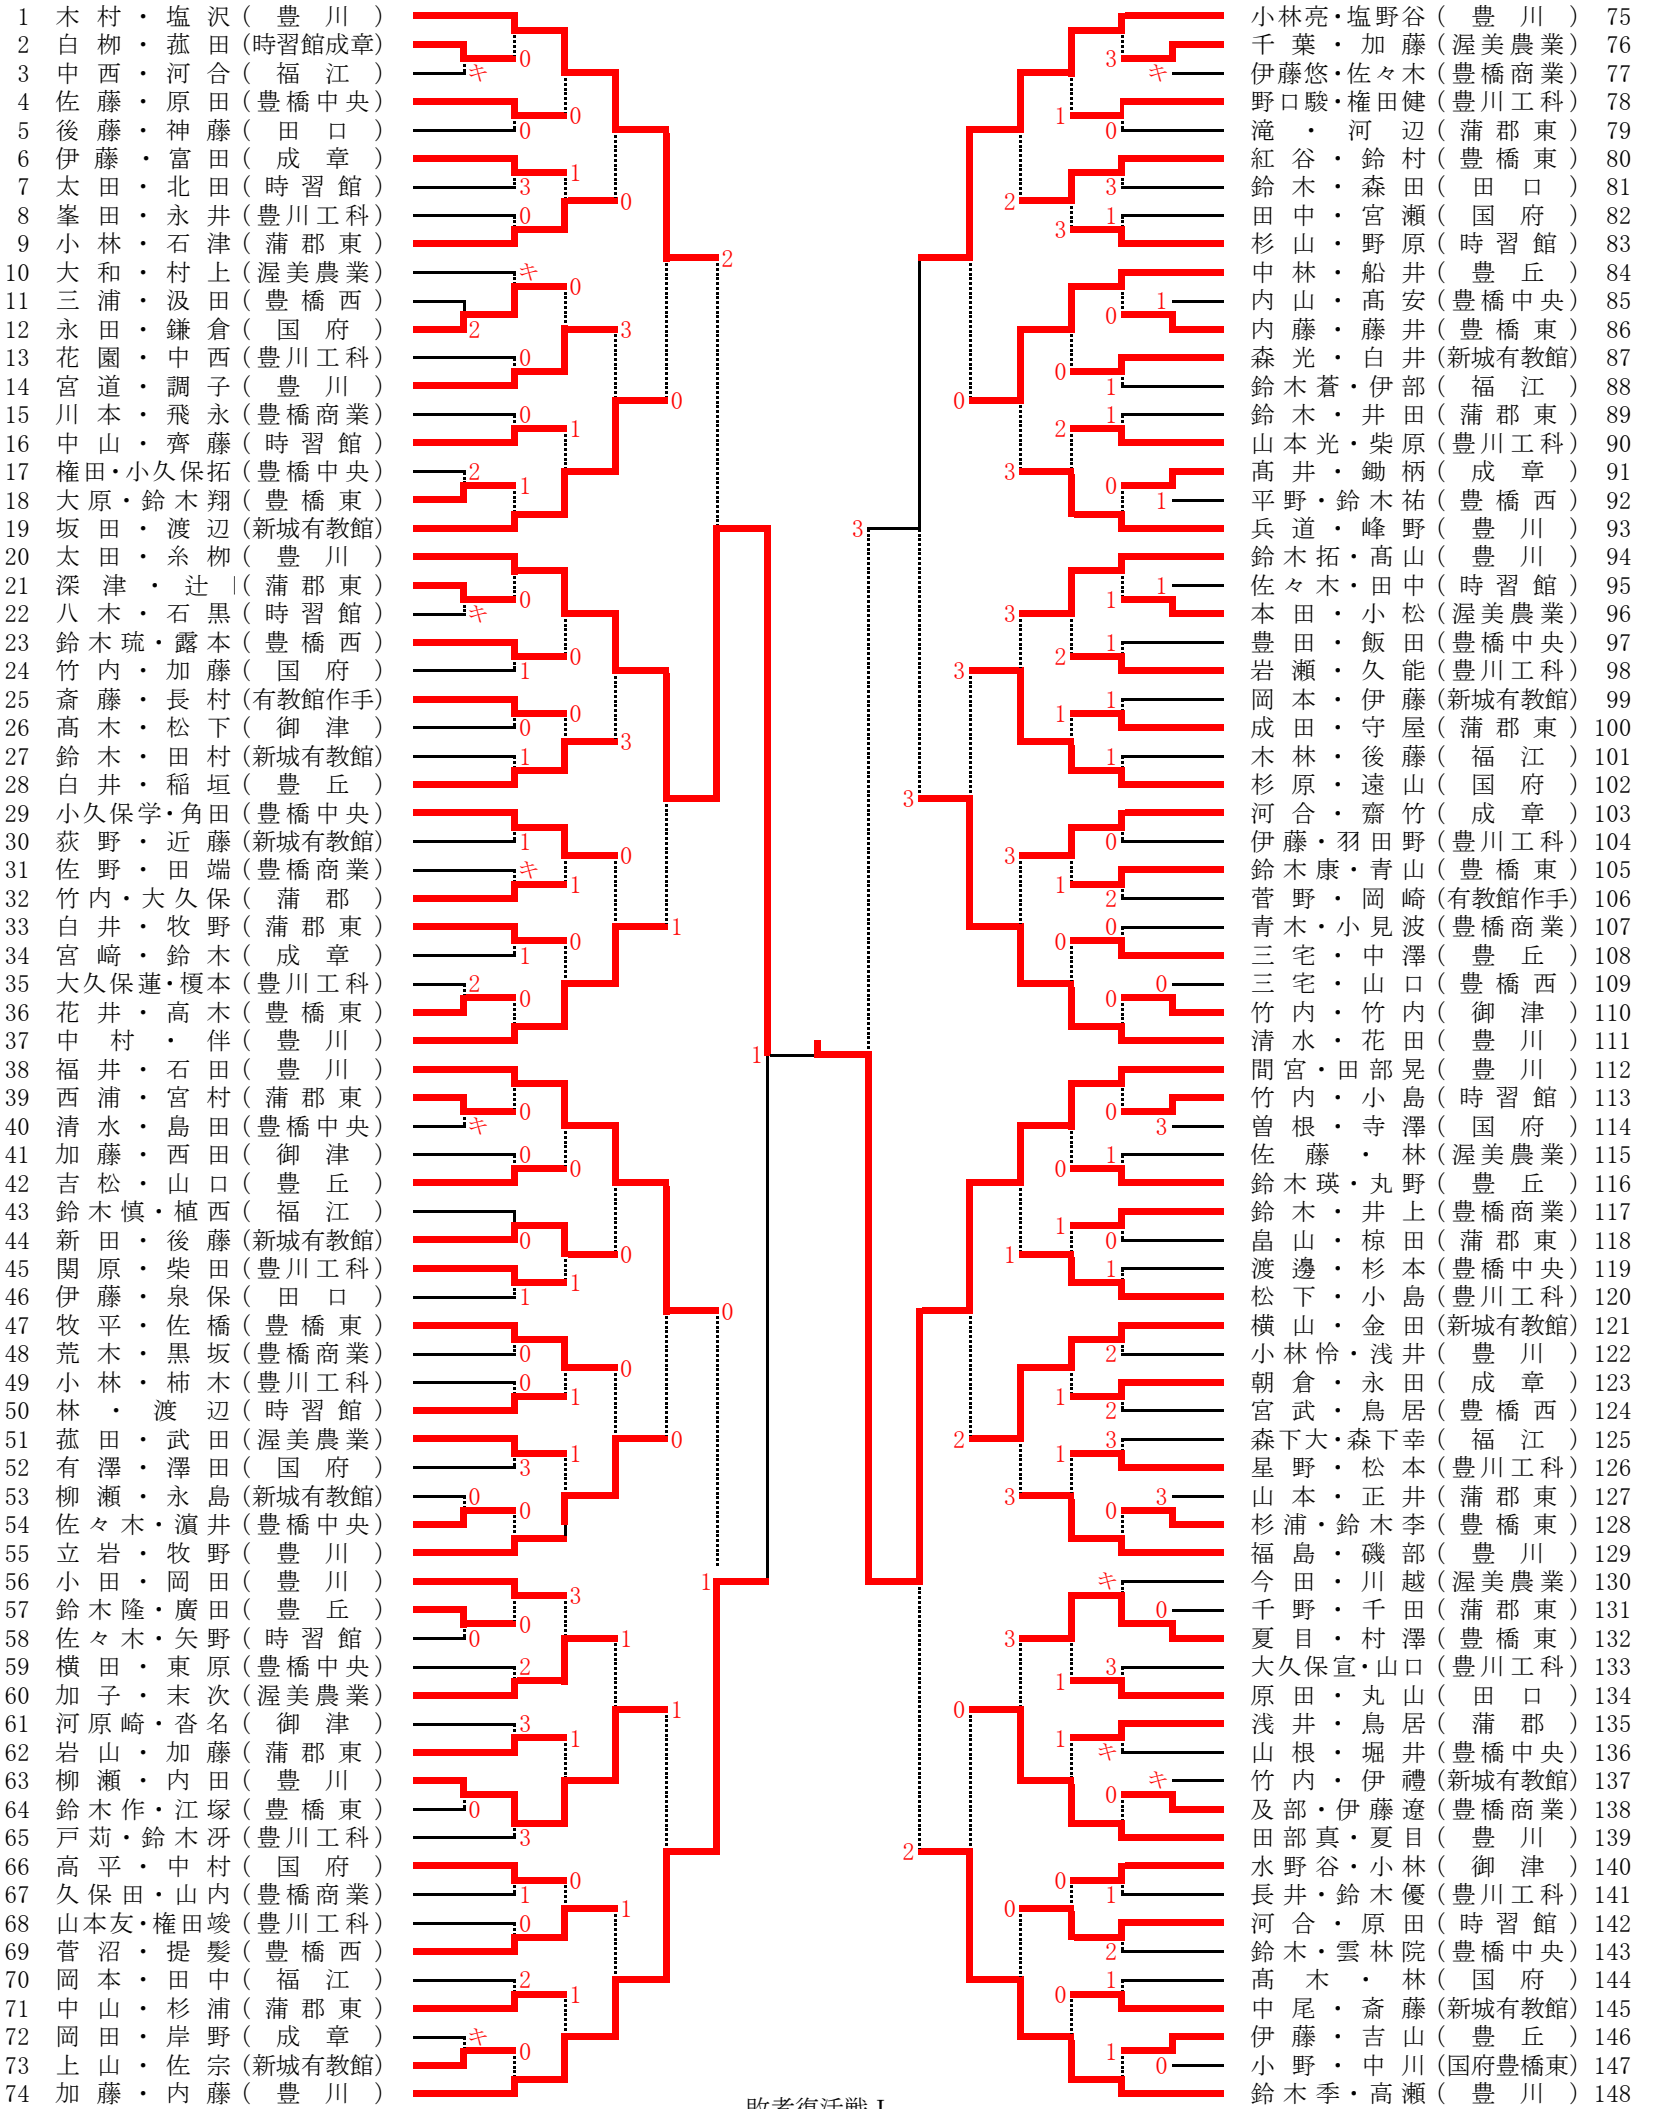 1 木村・塩沢(豊川)
2 白栁・菰田(時習館成章)
3 中西・河合(福江)
4 佐藤・原田(豊橋中央)
5 後藤・神藤(田口)
6 伊藤・富田(成章)
7 太田・北田(時習館)
8 峯田・永井(豊川工科)
9 小林・石津(蒲郡東)
10 大和・村上(渥美農業)
11 三浦・汲田(豊橋西)
12 永田・鎌倉(国府)
13 花園・中西(豊川工科)
14 宮道・調子(豊川)
15 川本・飛永(豊橋商業)
16 中山・齊藤(時習館)
17 権田・小久保拓(豊橋中央)
18 大原・鈴木翔(豊橋東)
19 坂田・渡辺(新城有教館)
20 太田・糸栁(豊川)
21 深津・辻(蒲郡東)
22 八木・石黒(時習館)
23 鈴木琉・露本(豊橋西)
24 竹内・加藤(国府)
25 斎藤・長村(有教館作手)
26 髙木・松下(御津)
27 鈴木・田村(新城有教館)
28 白井・稲垣(豊丘)
29 小久保学・角田(豊橋中央)
30 荻野・近藤(新城有教館)
31 佐野・田端(豊橋商業)
32 竹内・大久保(蒲郡)
33 白井・牧野(蒲郡東)
34 宮﨑・鈴木(成章)
35 大久保蓮・榎本(豊川工科)
36 花井・高木(豊橋東)
37 中村・伴(豊川)
38 福井・石田(豊川)
39 西浦・宮村(蒲郡東)
40 清水・島田(豊橋中央)
41 加藤・西田(御津)
42 吉松・山口(豊丘)
43 鈴木慎・植西(福江)
44 新田・後藤(新城有教館)
45 関原・柴田(豊川工科)
46 伊藤・泉保(田口)
47 牧平・佐橋(豊橋東)
48 荒木・黒坂(豊橋商業)
49 小林・柿木(豊川工科)
50 林・渡辺(時習館)
51 菰田・武田(渥美農業)
52 有澤・澤田(国府)
53 柳瀬・永島(新城有教館)
54 佐々木・濵井(豊橋中央)
55 立岩・牧野(豊川)
56 小田・岡田(豊川)
57 鈴木隆・廣田(豊丘)
58 佐々木・矢野(時習館)
59 横田・東原(豊橋中央)
60 加子・末次(渥美農業)
61 河原崎・沓名(御津)
62 岩山・加藤(蒲郡東)
63 柳瀬・内田(豊川)
64 鈴木作・江塚(豊橋東)
65 戸苅・鈴木冴(豊川工科)
66 高平・中村(国府)
67 久保田・山内(豊橋商業)
68 山本友・権田竣(豊川工科)
69 菅沼・提髪(豊橋西)
70 岡本・田中(福江)
71 中山・杉浦(蒲郡東)
72 岡田・岸野(成章)
73 上山・佐宗(新城有教館)
74 加藤・内藤(豊川)
小林亮・塩野谷(豊川) 75
千葉・加藤(渥美農業) 76
伊藤悠・佐々木(豊橋商業) 77
野口駿・権田健(豊川工科) 78
滝・河辺(蒲郡東) 79
紅谷・鈴村(豊橋東) 80
鈴木・森田(田口) 81
田中・宮瀬(国府) 82
杉山・野原(時習館) 83
中林・船井(豊丘) 84
内山・髙安(豊橋中央) 85
内藤・藤井(豊橋東) 86
森光・白井(新城有教館) 87
鈴木蒼・伊部(福江) 88
鈴木・井田(蒲郡東) 89
山本光・柴原(豊川工科) 90
髙井・鋤柄(成章) 91
平野・鈴木祐(豊橋西) 92
兵道・峰野(豊川) 93
鈴木拓・髙山(豊川) 94
佐々木・田中(時習館) 95
本田・小松(渥美農業) 96
豊田・飯田(豊橋中央) 97
岩瀬・久能(豊川工科) 98
岡本・伊藤(新城有教館) 99
成田・守屋(蒲郡東) 100
木林・後藤(福江) 101
杉原・遠山(国府) 102
河合・齋竹(成章) 103
伊藤・羽田野(豊川工科) 104
鈴木康・青山(豊橋東) 105
菅野・岡崎(有教館作手) 106
青木・小見波(豊橋商業) 107
三宅・中澤(豊丘) 108
三宅・山口(豊橋西) 109
竹内・竹内(御津) 110
清水・花田(豊川) 111
間宮・田部晃(豊川) 112
竹内・小島(時習館) 113
曽根・寺澤(国府) 114
佐藤・林(渥美農業) 115
鈴木瑛・丸野(豊丘) 116
鈴木・井上(豊橋商業) 117
畠山・椋田(蒲郡東) 118
渡邊・杉本(豊橋中央) 119
松下・小島(豊川工科) 120
横山・金田(新城有教館) 121
小林怜・浅井(豊川) 122
朝倉・永田(成章) 123
宮武・鳥居(豊橋西) 124
森下大・森下幸(福江) 125
星野・松本(豊川工科) 126
山本・正井(蒲郡東) 127
杉浦・鈴木李(豊橋東) 128
福島・磯部(豊川) 129
今田・川越(渥美農業) 130
千野・千田(蒲郡東) 131
夏目・村澤(豊橋東) 132
大久保宣・山口(豊川工科) 133
原田・丸山(田口) 134
浅井・鳥居(蒲郡) 135
山根・堀井(豊橋中央) 136
竹内・伊禮(新城有教館) 137
及部・伊藤遼(豊橋商業) 138
田部真・夏目(豊川) 139
水野谷・小林(御津) 140
長井・鈴木優(豊川工科) 141
河合・原田(時習館) 142
鈴木・雲林院(豊橋中央) 143
髙木・林(国府) 144
中尾・斎藤(新城有教館) 145
伊藤・吉山(豊丘) 146
小野・中川(国府豊橋東) 147
鈴木季・高瀬(豊川) 148
敗者復活戦Ⅰ